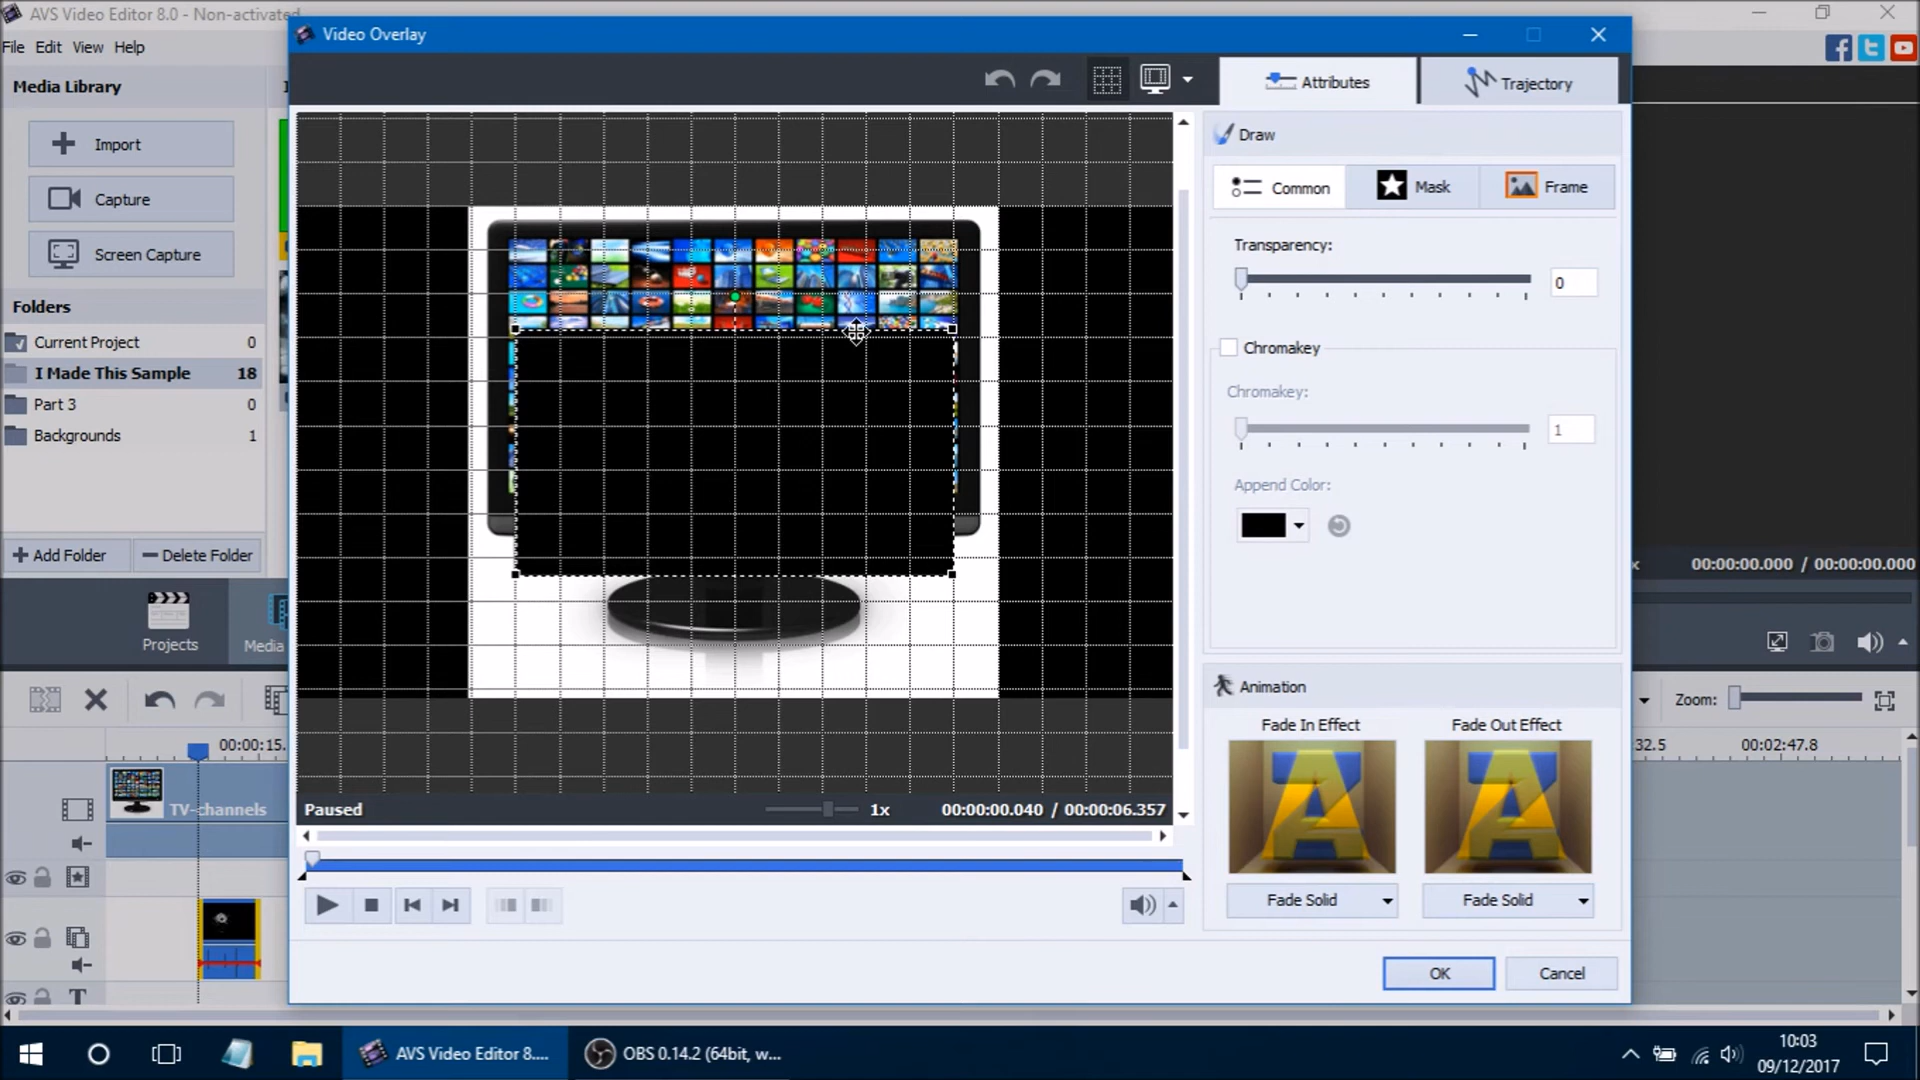 AVS Video Editor 8.0 - Non-activated
Video Overlay
File Edit View Help
Media Library
Attributes
Trajectory
Draw
Import
Capture
Screen Capture
Common
Mask
Frame
Transparency:
0
Folders
Current Project 0
I Made This Sample 18
Part 3 0
Backgrounds 1
Chromakey
Chromakey:
1
Append Color:
Add Folder
Delete Folder
00:00:00.000 / 00:00:00.000
Projects
Media
Animation
Zoom:
Fade In Effect
Fade Out Effect
00:00:15.
32.5
00:02:47.8
TV-channels
Paused
1x
00:00:00.040 / 00:00:06.357
Fade Solid
Fade Solid
OK
Cancel
T
AVS Video Editor 8....
OBS 0.14.2 (64bit, w...
10:03
09/12/2017